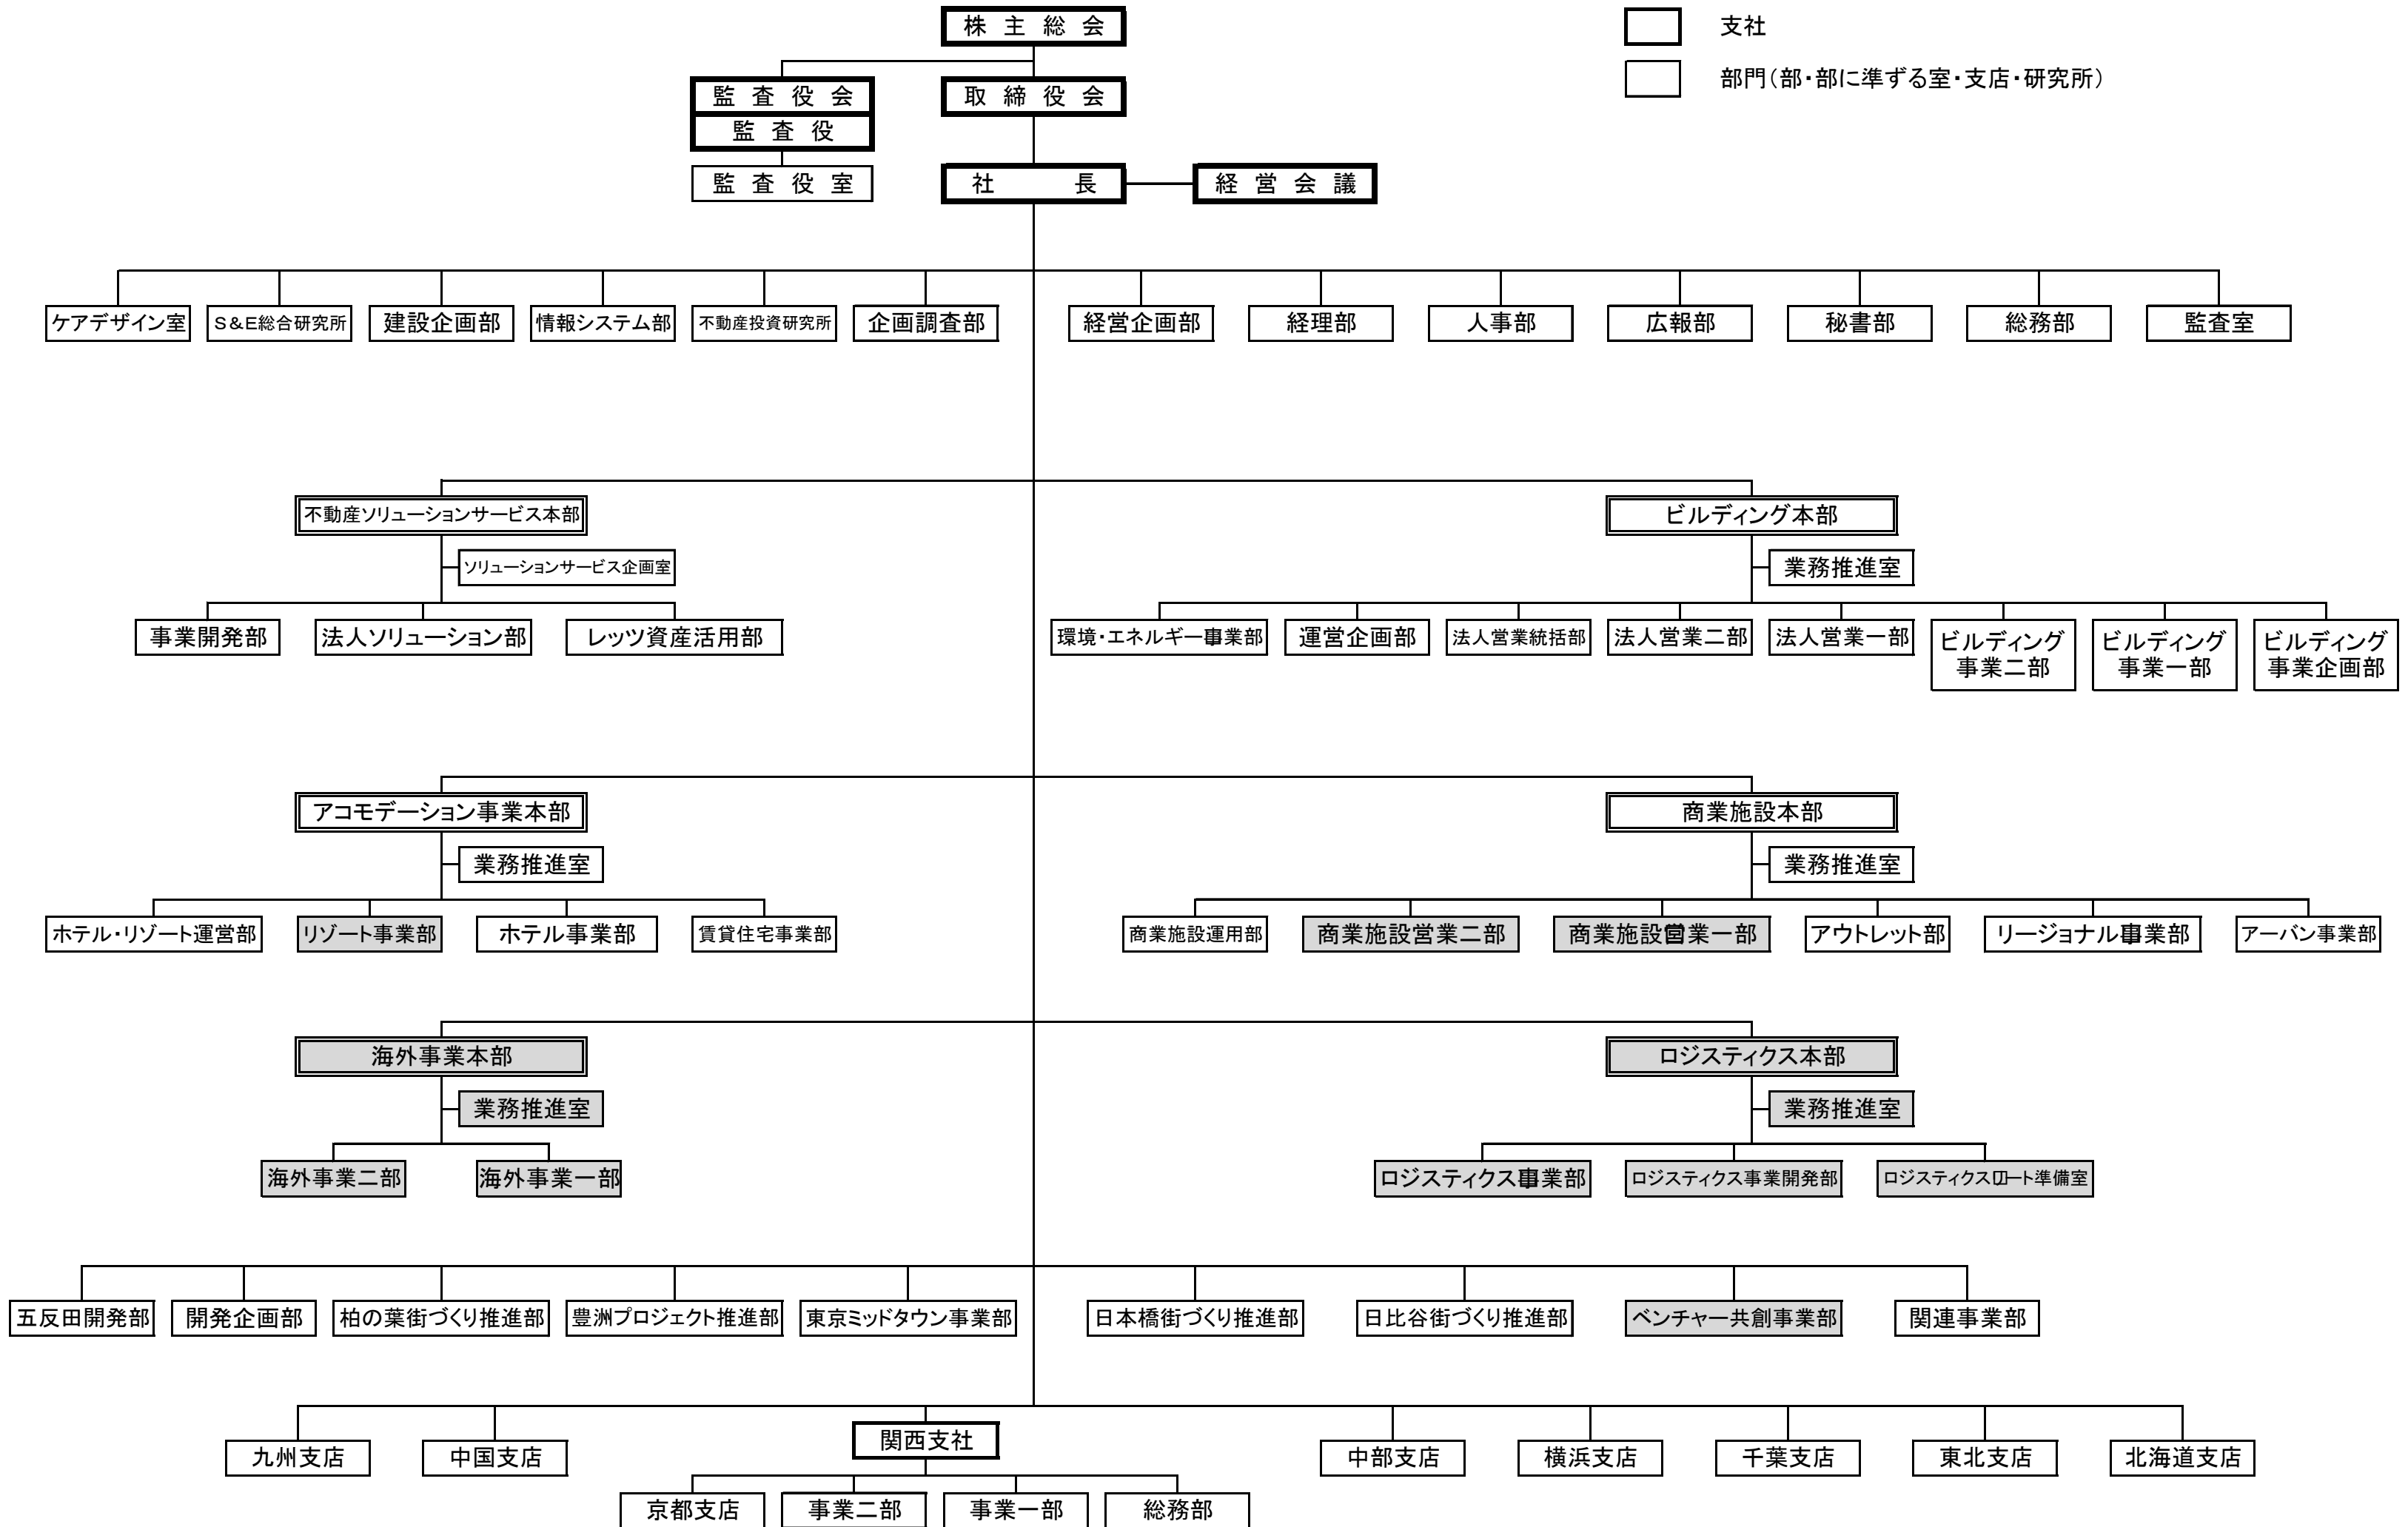 株主総会
支社
部門（部・部に準ずる室・支店・研究所）
監査役会
取締役会
監査役
監査役室
社長
経営会議
ケアデザイン室
S&E総合研究所
建設企画部
情報システム部
不動産投資研究所
企画調査部
経営企画部
経理部
人事部
広報部
秘書部
総務部
監査室
不動産ソリューションサービス本部
ビルディング本部
ソリューションサービス企画室
業務推進室
事業開発部
法人ソリューション部
レッツ資産活用部
環境・エネルギー事業部
運営企画部
法人営業統括部
法人営業二部
法人営業一部
ビルディング
事業二部
ビルディング
事業一部
ビルディング
事業企画部
アコモデーション事業本部
商業施設本部
業務推進室
業務推進室
ホテル・リゾート運営部
リゾート事業部
ホテル事業部
賃貸住宅事業部
商業施設運用部
商業施設営業二部
商業施設営業一部
アウトレット部
リージョナル事業部
アーバン事業部
海外事業本部
ロジスティクス本部
業務推進室
業務推進室
海外事業二部
海外事業一部
ロジスティクス事業部
ロジスティクス事業開発部
ロジスティクスリート準備室
五反田開発部
開発企画部
柏の葉街づくり推進部
豊洲プロジェクト推進部
東京ミッドタウン事業部
日本橋街づくり推進部
日比谷街づくり推進部
ベンチャー共創事業部
関連事業部
九州支店
中国支店
関西支社
中部支店
横浜支店
千葉支店
東北支店
北海道支店
京都支店
事業二部
事業一部
総務部